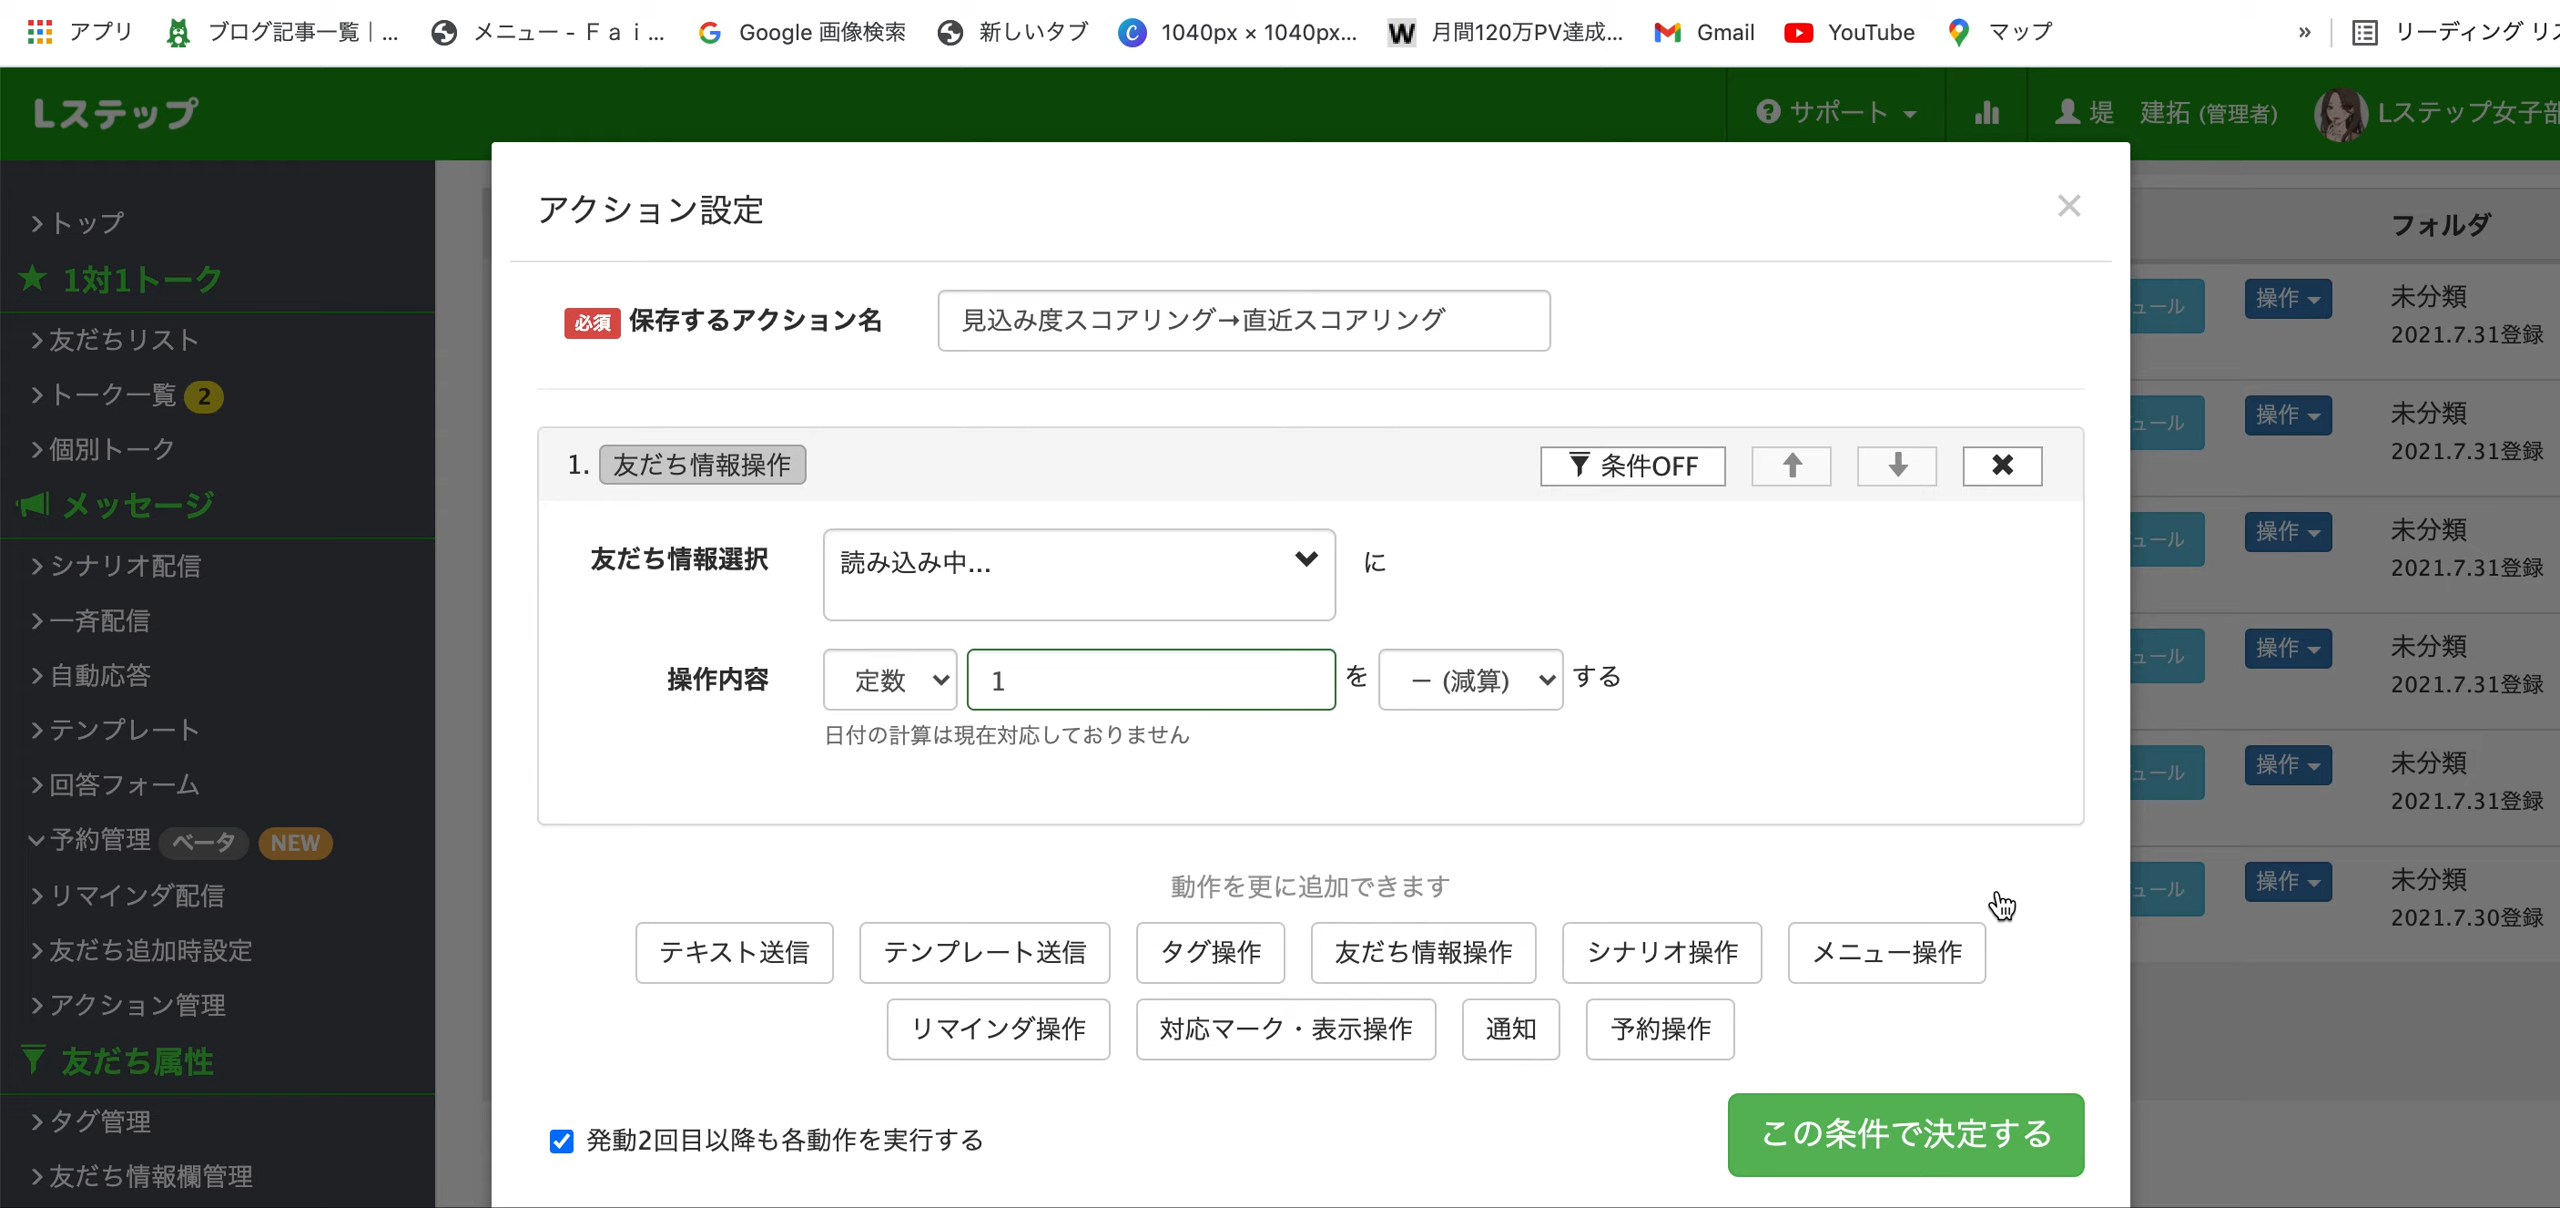 アプリ ブログ記事一覧｜... メニュー - Ｆａｉ... Google 画像検索 新しいタブ 1040px × 1040px... 月間120万PV達成... Gmail YouTube マップ » リーディング リス
Lステップ サポート 堤 建拓 (管理者) Lステップ女子部
アクション設定 ×
必須 保存するアクション名 見込み度スコアリング→直近スコアリング
1. 友だち情報操作 条件OFF
友だち情報選択 読み込み中... に
操作内容 定数 1 を － (減算) する
日付の計算は現在対応しておりません
動作を更に追加できます
テキスト送信 テンプレート送信 タグ操作 友だち情報操作 シナリオ操作 メニュー操作
リマインダ操作 対応マーク・表示操作 通知 予約操作
発動2回目以降も各動作を実行する
この条件で決定する
トップ
1対1トーク
友だちリスト
トーク一覧 2
個別トーク
メッセージ
シナリオ配信
一斉配信
自動応答
テンプレート
回答フォーム
予約管理 ベータ NEW
リマインダ配信
友だち追加時設定
アクション管理
友だち属性
タグ管理
友だち情報欄管理
フォルダ
ュール 操作 未分類
2021.7.31登録
ュール 操作 未分類
2021.7.31登録
ュール 操作 未分類
2021.7.31登録
ュール 操作 未分類
2021.7.31登録
ュール 操作 未分類
2021.7.31登録
ュール 操作 未分類
2021.7.30登録